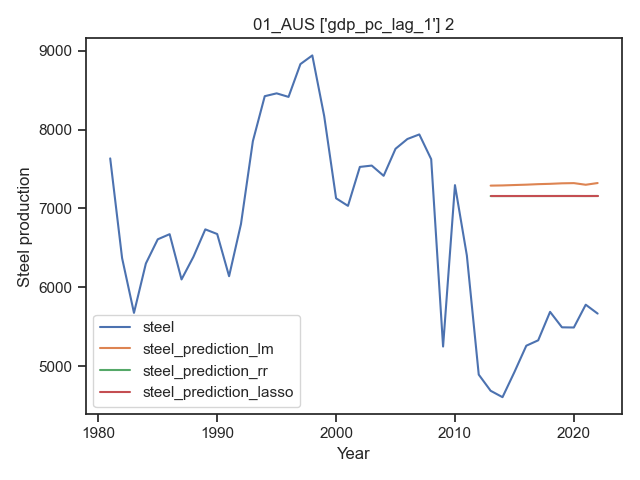 01_AUS ['gdp_pc_lag_1'] 2
Steel production
9000
8000
7000
6000
5000
steel
steel_prediction_lm
steel_prediction_rr
steel_prediction_lasso
1980
1990
2000
2010
2020
Year